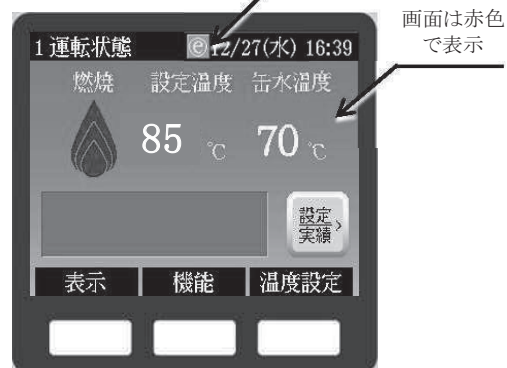 画面は赤色
で表示
1 運転状態 ⓔ 12/27(水) 16:39
燃焼 設定温度 缶水温度
85 ℃ 70 ℃
設定
実績 >
表示 機能 温度設定